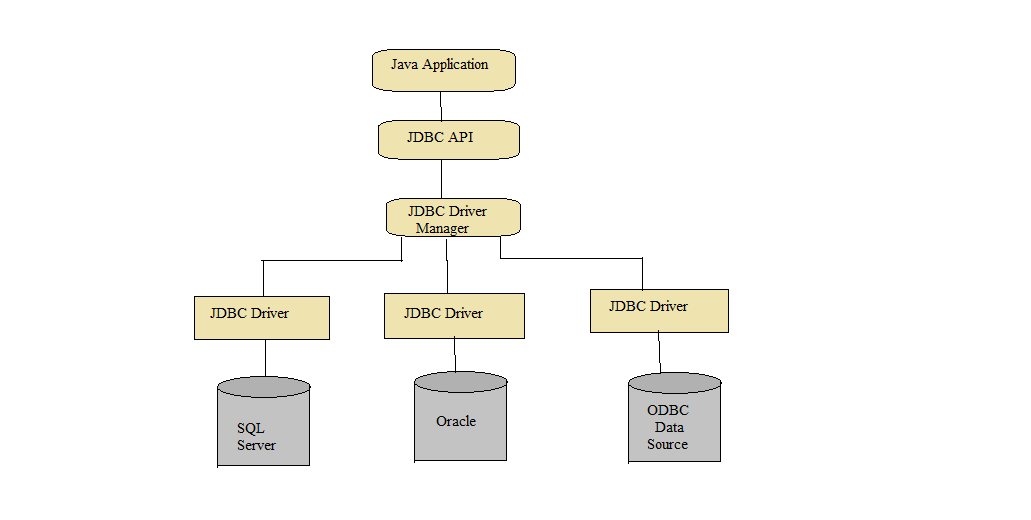 Java Application
JDBC API
JDBC Driver
Manager
JDBC Driver
JDBC Driver
JDBC Driver
SQL
Server
Oracle
ODBC
Data
Source